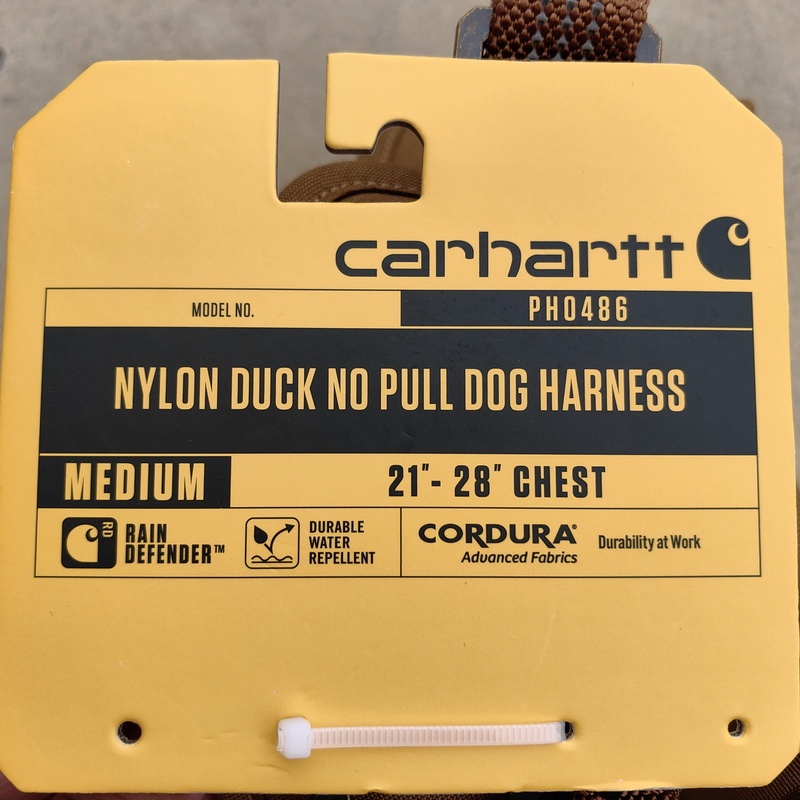 carhartt
MODEL NO. PH0486
NYLON DUCK NO PULL DOG HARNESS
MEDIUM 21"- 28" CHEST
RD
RAIN
DEFENDER™
DURABLE
WATER
REPELLENT
CORDURA®
Advanced Fabrics
Durability at Work